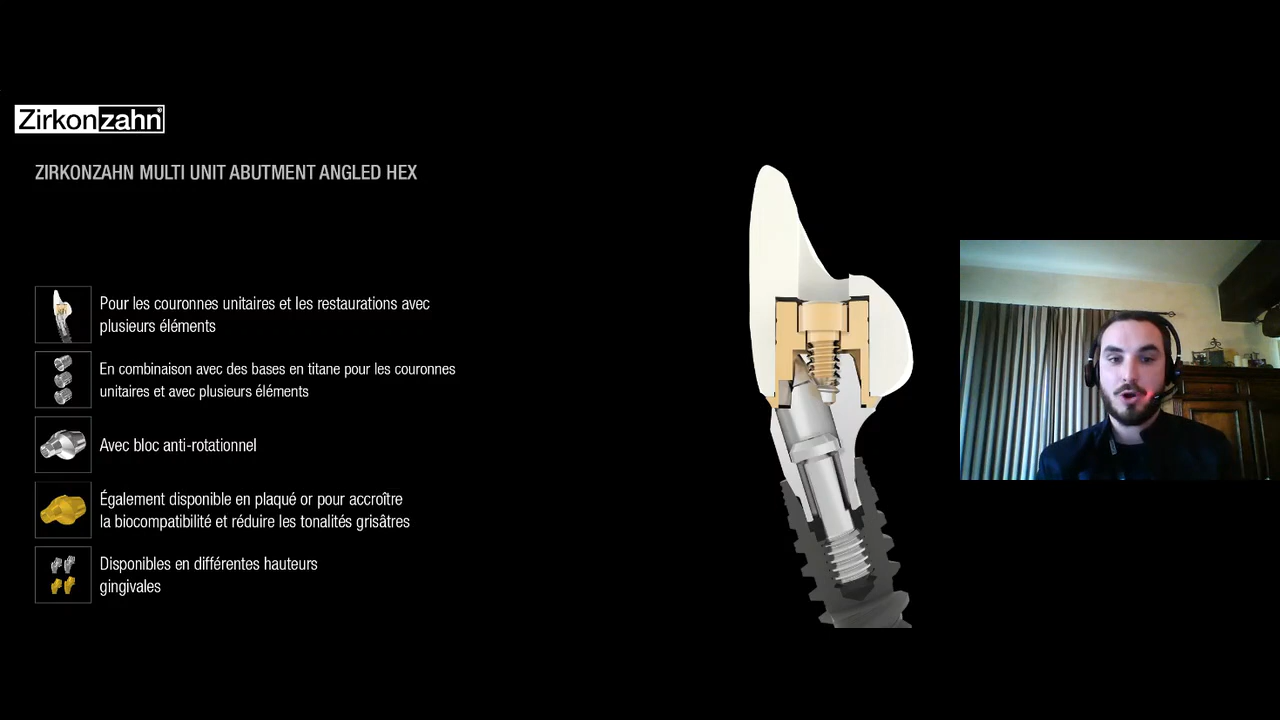 Zirkonzahn®
ZIRKONZAHN MULTI UNIT ABUTMENT ANGLED HEX
Pour les couronnes unitaires et les restaurations avec
plusieurs éléments
En combinaison avec des bases en titane pour les couronnes
unitaires et avec plusieurs éléments
Avec bloc anti-rotationnel
Également disponible en plaqué or pour accroître
la biocompatibilité et réduire les tonalités grisâtres
Disponibles en différentes hauteurs
gingivales